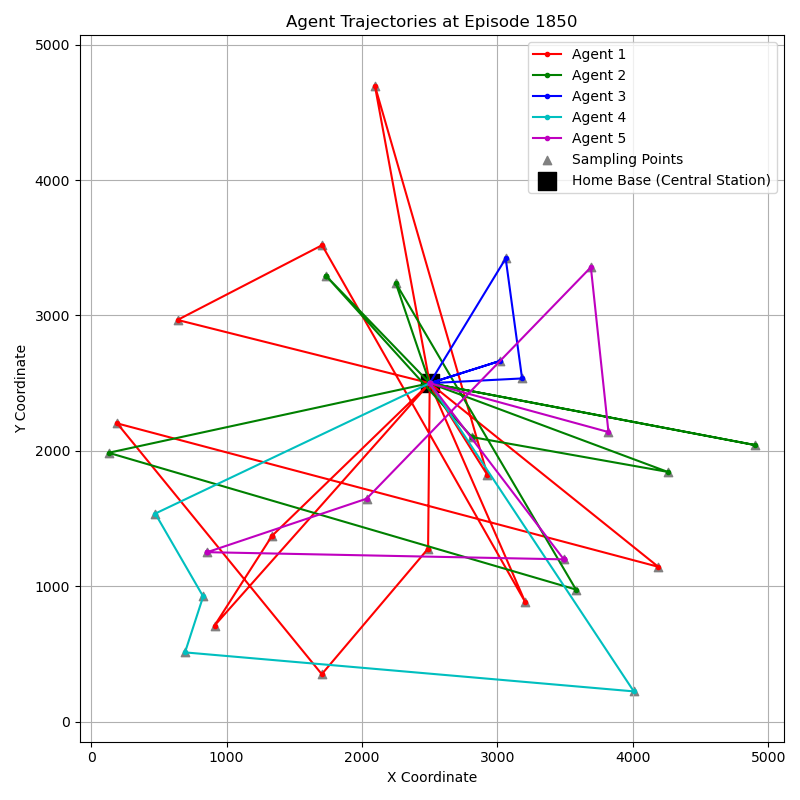 Agent Trajectories at Episode 1850
Agent 1
Agent 2
Agent 3
Agent 4
Agent 5
Sampling Points
Home Base (Central Station)
Y Coordinate
5000
4000
3000
2000
1000
0
0 1000 2000 3000 4000 5000
X Coordinate